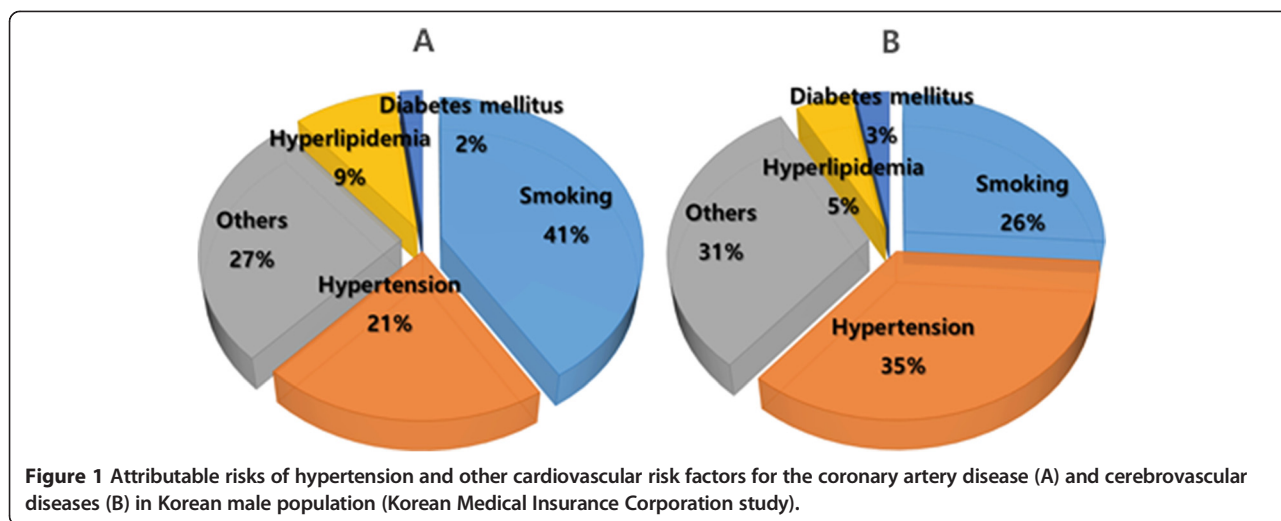 A
Diabetes mellitus
2%
Hyperlipidemia
9%
Smoking
41%
Others
27%
Hypertension
21%
B
Diabetes mellitus
3%
Hyperlipidemia
5%
Smoking
26%
Others
31%
Hypertension
35%
Figure 1 Attributable risks of hypertension and other cardiovascular risk factors for the coronary artery disease (A) and cerebrovascular
diseases (B) in Korean male population (Korean Medical Insurance Corporation study).